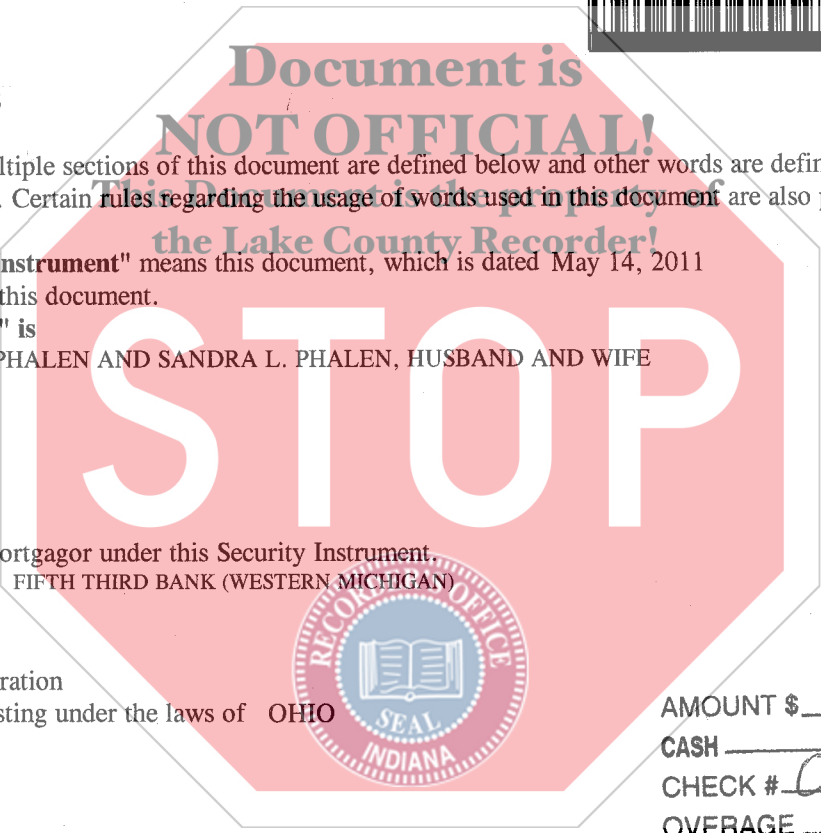 Document is
NOT OFFICIAL!
ltiple sections of this document are defined below and other words are defin
. Certain rules regarding the usage of words used in this document are also
This Document is the property of
the Lake County Recorder!
nstrument" means this document, which is dated May 14, 2011
this document.
" is
PHALEN AND SANDRA L. PHALEN, HUSBAND AND WIFE
STOP
ortgagor under this Security Instrument.
FIFTH THIRD BANK (WESTERN MICHIGAN)
RECORDER'S OFFICE
SEAL
INDIANA
ration
sting under the laws of OHIO
AMOUNT $
CASH
CHECK #
OVERAGE